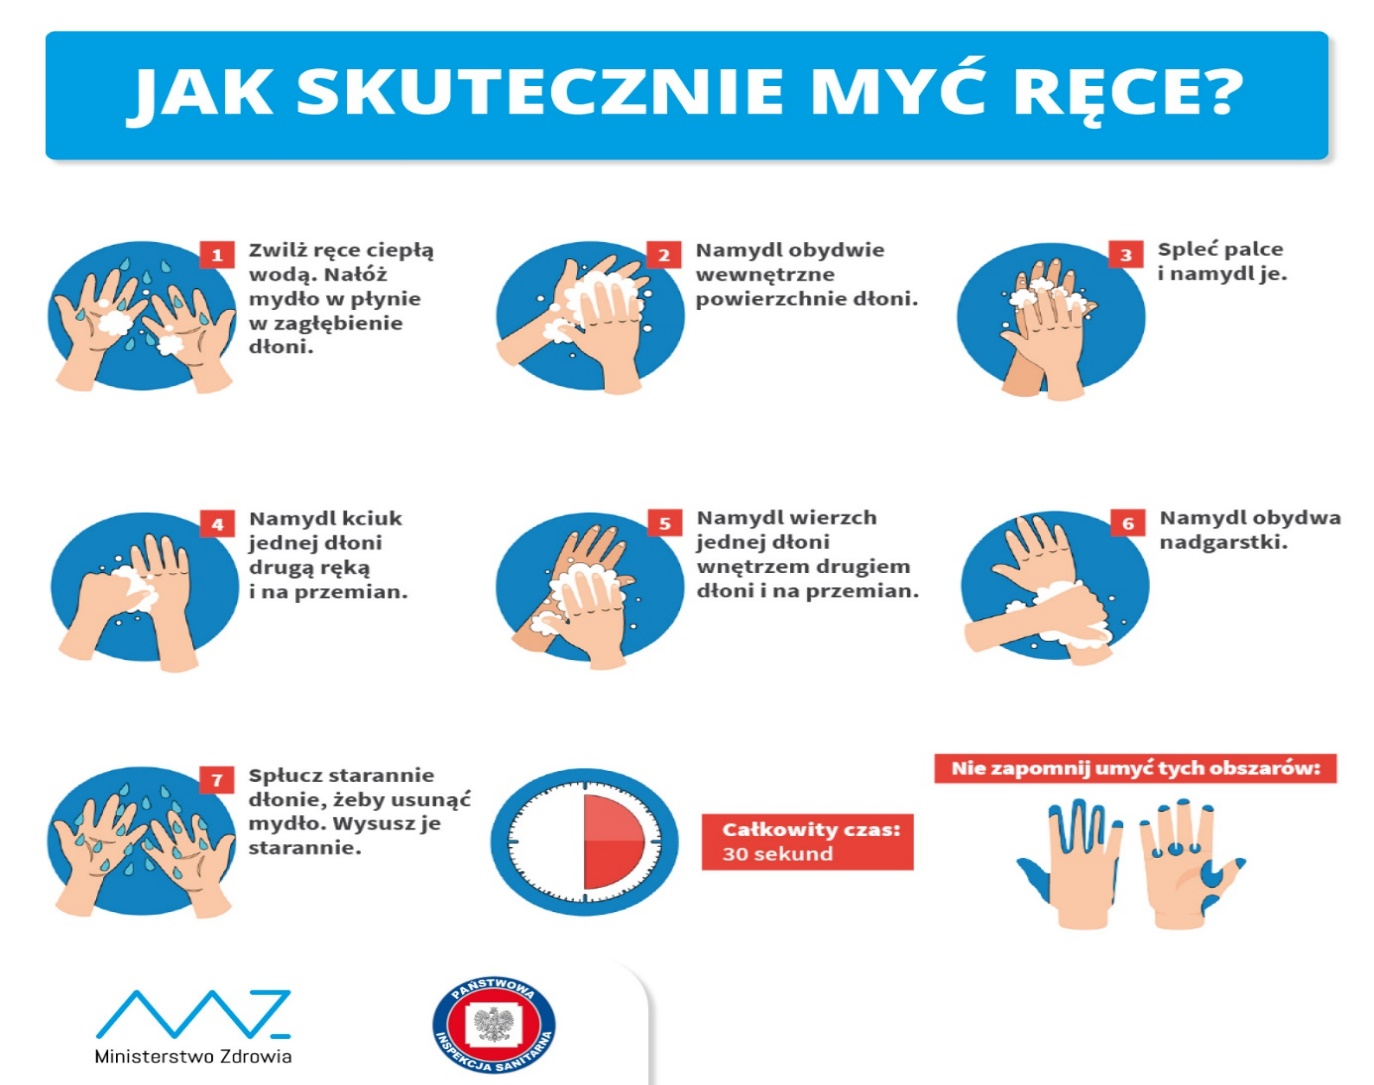 JAK SKUTECZNIE MYĆ RĘCE?
1
Zwilż ręce ciepłą
wodą. Nałóż
mydło w płynie
w zagłębienie
dłoni.
2
Namydl obydwie
wewnętrzne
powierzchnie dłoni.
3
Spleć palce
i namydl je.
4
Namydl kciuk
jednej dłoni
drugą ręką
i na przemian.
5
Namydl wierzch
jednej dłoni
wnętrzem drugiem
dłoni i na przemian.
6
Namydl obydwa
nadgarstki.
7
Spłucz starannie
dłonie, żeby usunąć
mydło. Wysusz je
starannie.
Całkowity czas:
30 sekund
Nie zapomnij umyć tych obszarów:
Ministerstwo Zdrowia
PAŃSTWOWA
INSPEKCJA SANITARNA